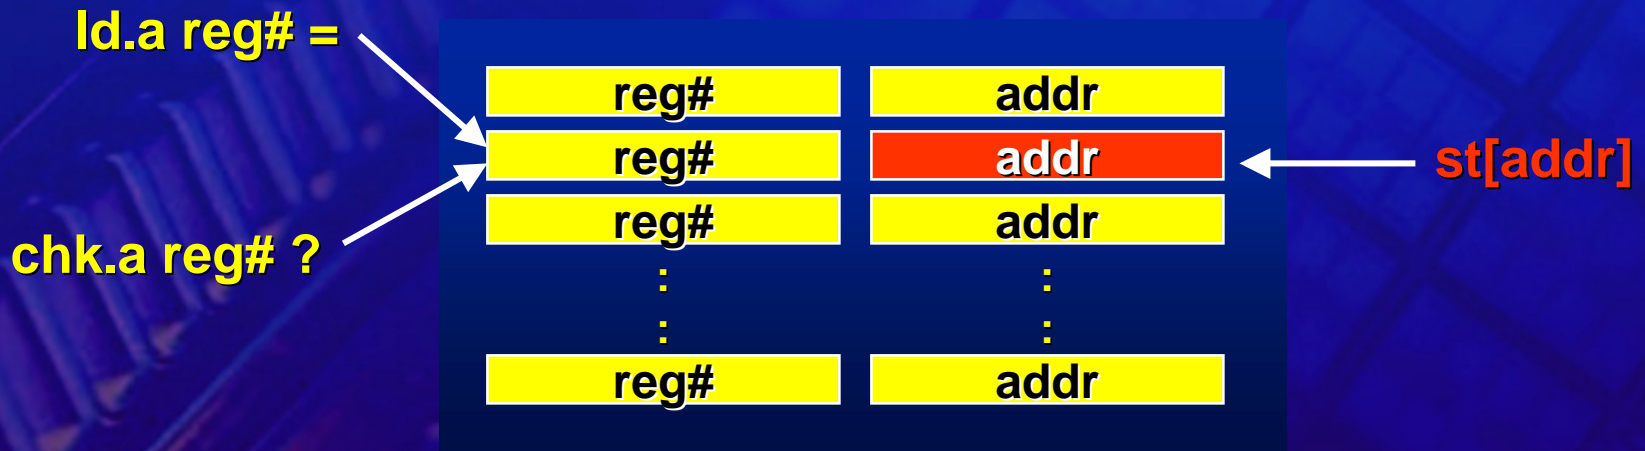 ld.a reg# =
reg# addr
reg# addr
st[addr]
reg# addr
chk.a reg# ?
: :
: :
reg# addr